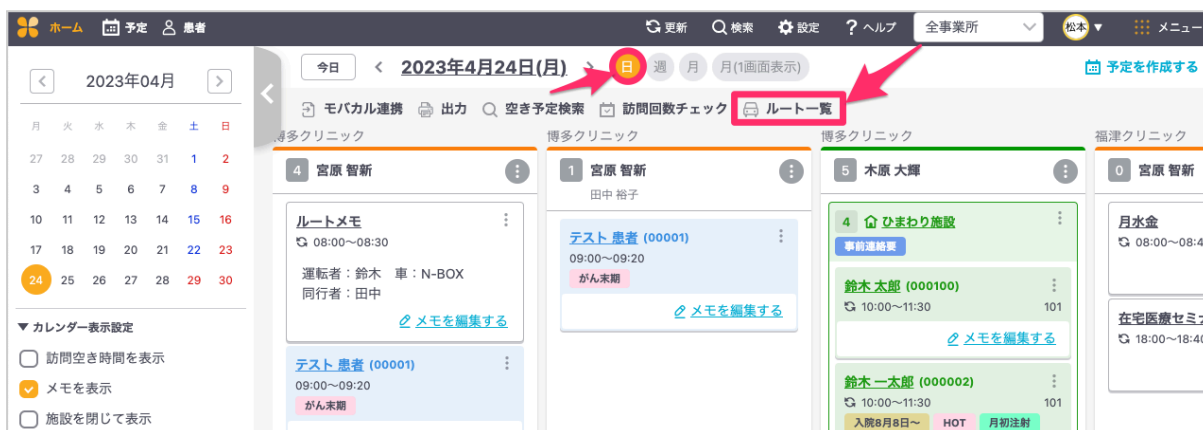 ホーム 予定 患者 更新 検索 設定 ? ヘルプ 全事業所 松本 ▼ メニュー
2023年04月
月 火 水 木 金 土 日
27 28 29 30 31 1 2
3 4 5 6 7 8 9
10 11 12 13 14 15 16
17 18 19 20 21 22 23
24 25 26 27 28 29 30
▼ カレンダー表示設定
訪問空き時間を表示
メモを表示
施設を閉じて表示
今日 < 2023年4月24日(月) > 日 週 月 月(1画面表示) 予定を作成する
モバカル連携 出力 空き予定検索 訪問回数チェック ルート一覧
博多クリニック
4 宮原 智新
ルートメモ
08:00〜08:30
運転者：鈴木 車：N-BOX
同行者：田中
メモを編集する
テスト 患者 (00001)
09:00〜09:20
がん末期
博多クリニック
1 宮原 智新
田中 裕子
テスト 患者 (00001)
09:00〜09:20
がん末期
メモを編集する
博多クリニック
5 木原 大輝
4 ひまわり施設
事前連絡要
鈴木 太郎 (000100)
10:00〜11:30 101
メモを編集する
鈴木 一太郎 (000002)
10:00〜11:30 101
入院8月8日〜 HOT 月初注射
福津クリニック
0 宮原 智新
月水金
08:00〜08:4
在宅医療セミナ
18:00〜18:40